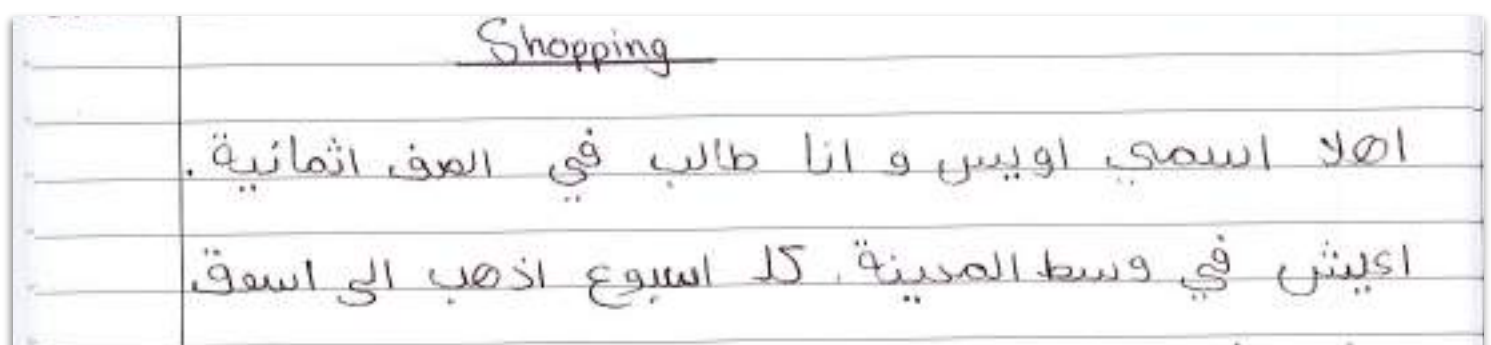 Shopping
اهلا اسمي اويس و انا طالب في الصف اثمانية.
اعيش في وسط المدينة. كل اسبوع اذهب الى اسوق